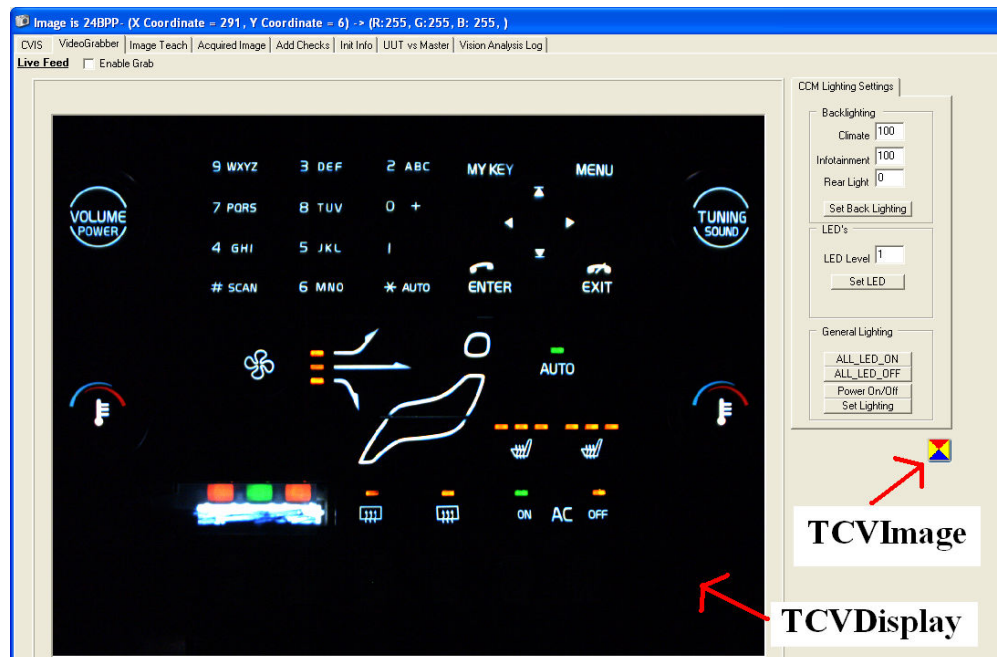 Image is 24BPP- (X Coordinate = 291, Y Coordinate = 6) -> (R:255, G:255, B: 255, )
CVIS VideoGrabber Image Teach Acquired Image Add Checks Init Info UUT vs Master Vision Analysis Log
Live Feed Enable Grab
CCM Lighting Settings
Backlighting
Climate 100
Infotainment 100
Rear Light 0
Set Back Lighting
LED's
LED Level 1
Set LED
General Lighting
ALL_LED_ON
ALL_LED_OFF
Power On/Off
Set Lighting
9 WXYZ 3 DEF 2 ABC MY KEY MENU
VOLUME
POWER
7 PQRS 8 TUV 0 +
TUNING
SOUND
4 GHI 5 JKL 1
# SCAN 6 MNO * AUTO ENTER EXIT
AUTO
ON AC OFF
TCVImage
TCVDisplay